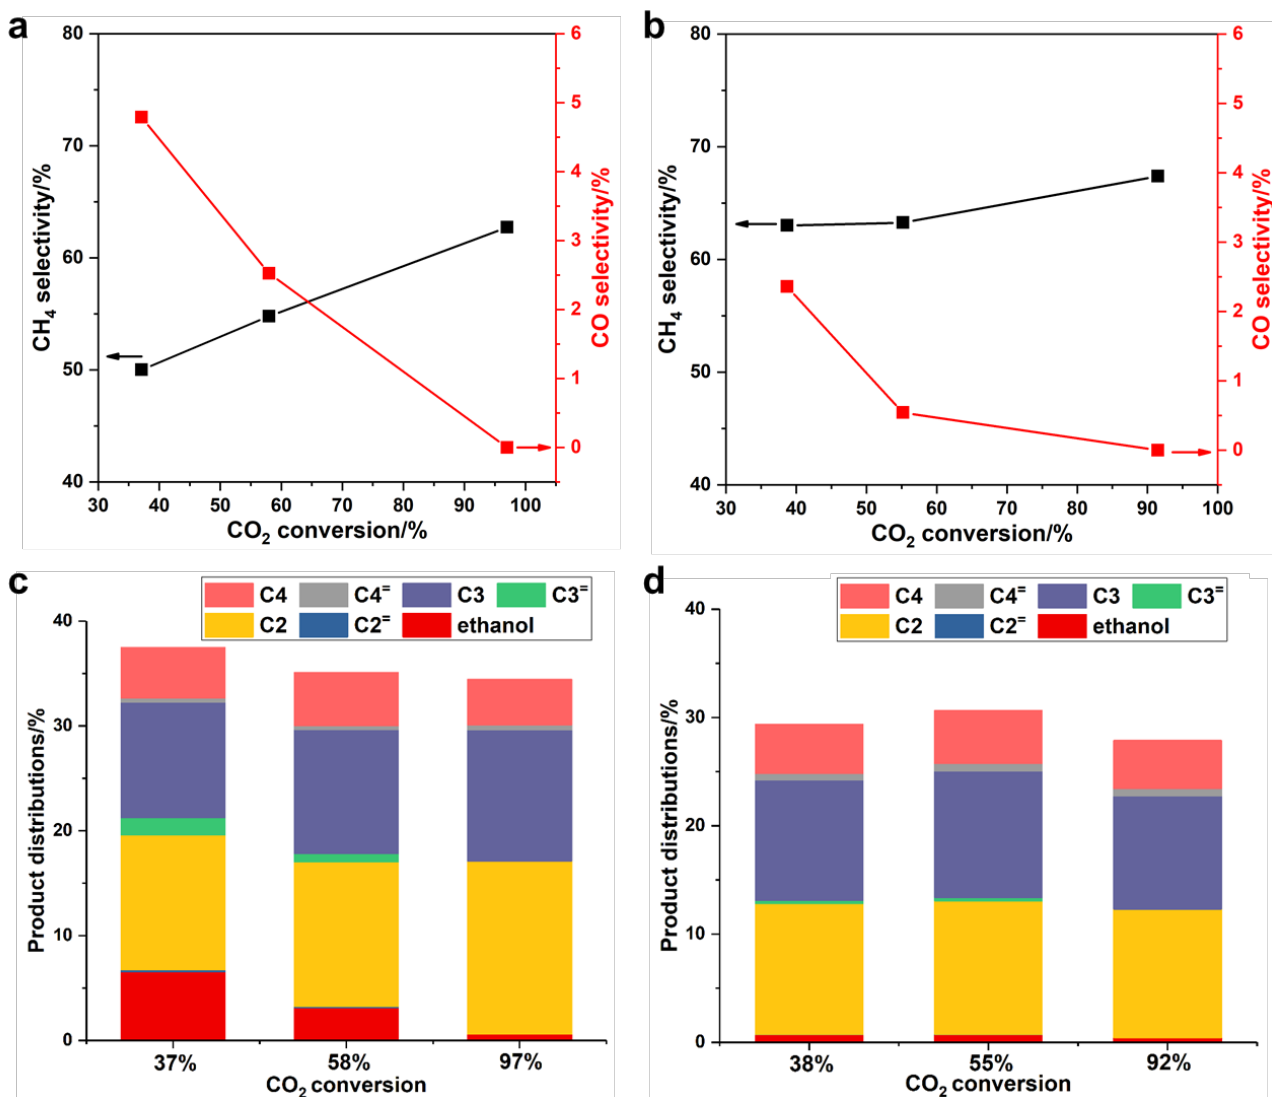 a
80
70
60
50
40
CH₄ selectivity/%
6
5
4
3
2
1
0
CO selectivity/%
30 40 50 60 70 80 90 100
CO₂ conversion/%
b
80
70
60
50
40
CH₄ selectivity/%
6
5
4
3
2
1
0
CO selectivity/%
30 40 50 60 70 80 90 100
CO₂ conversion/%
c
C4 C4⁼ C3 C3⁼
C2 C2⁼ ethanol
40
30
20
10
0
Product distributions/%
37% 58% 97%
CO₂ conversion
d
C4 C4⁼ C3 C3⁼
C2 C2⁼ ethanol
40
30
20
10
0
Product distributions/%
38% 55% 92%
CO₂ conversion